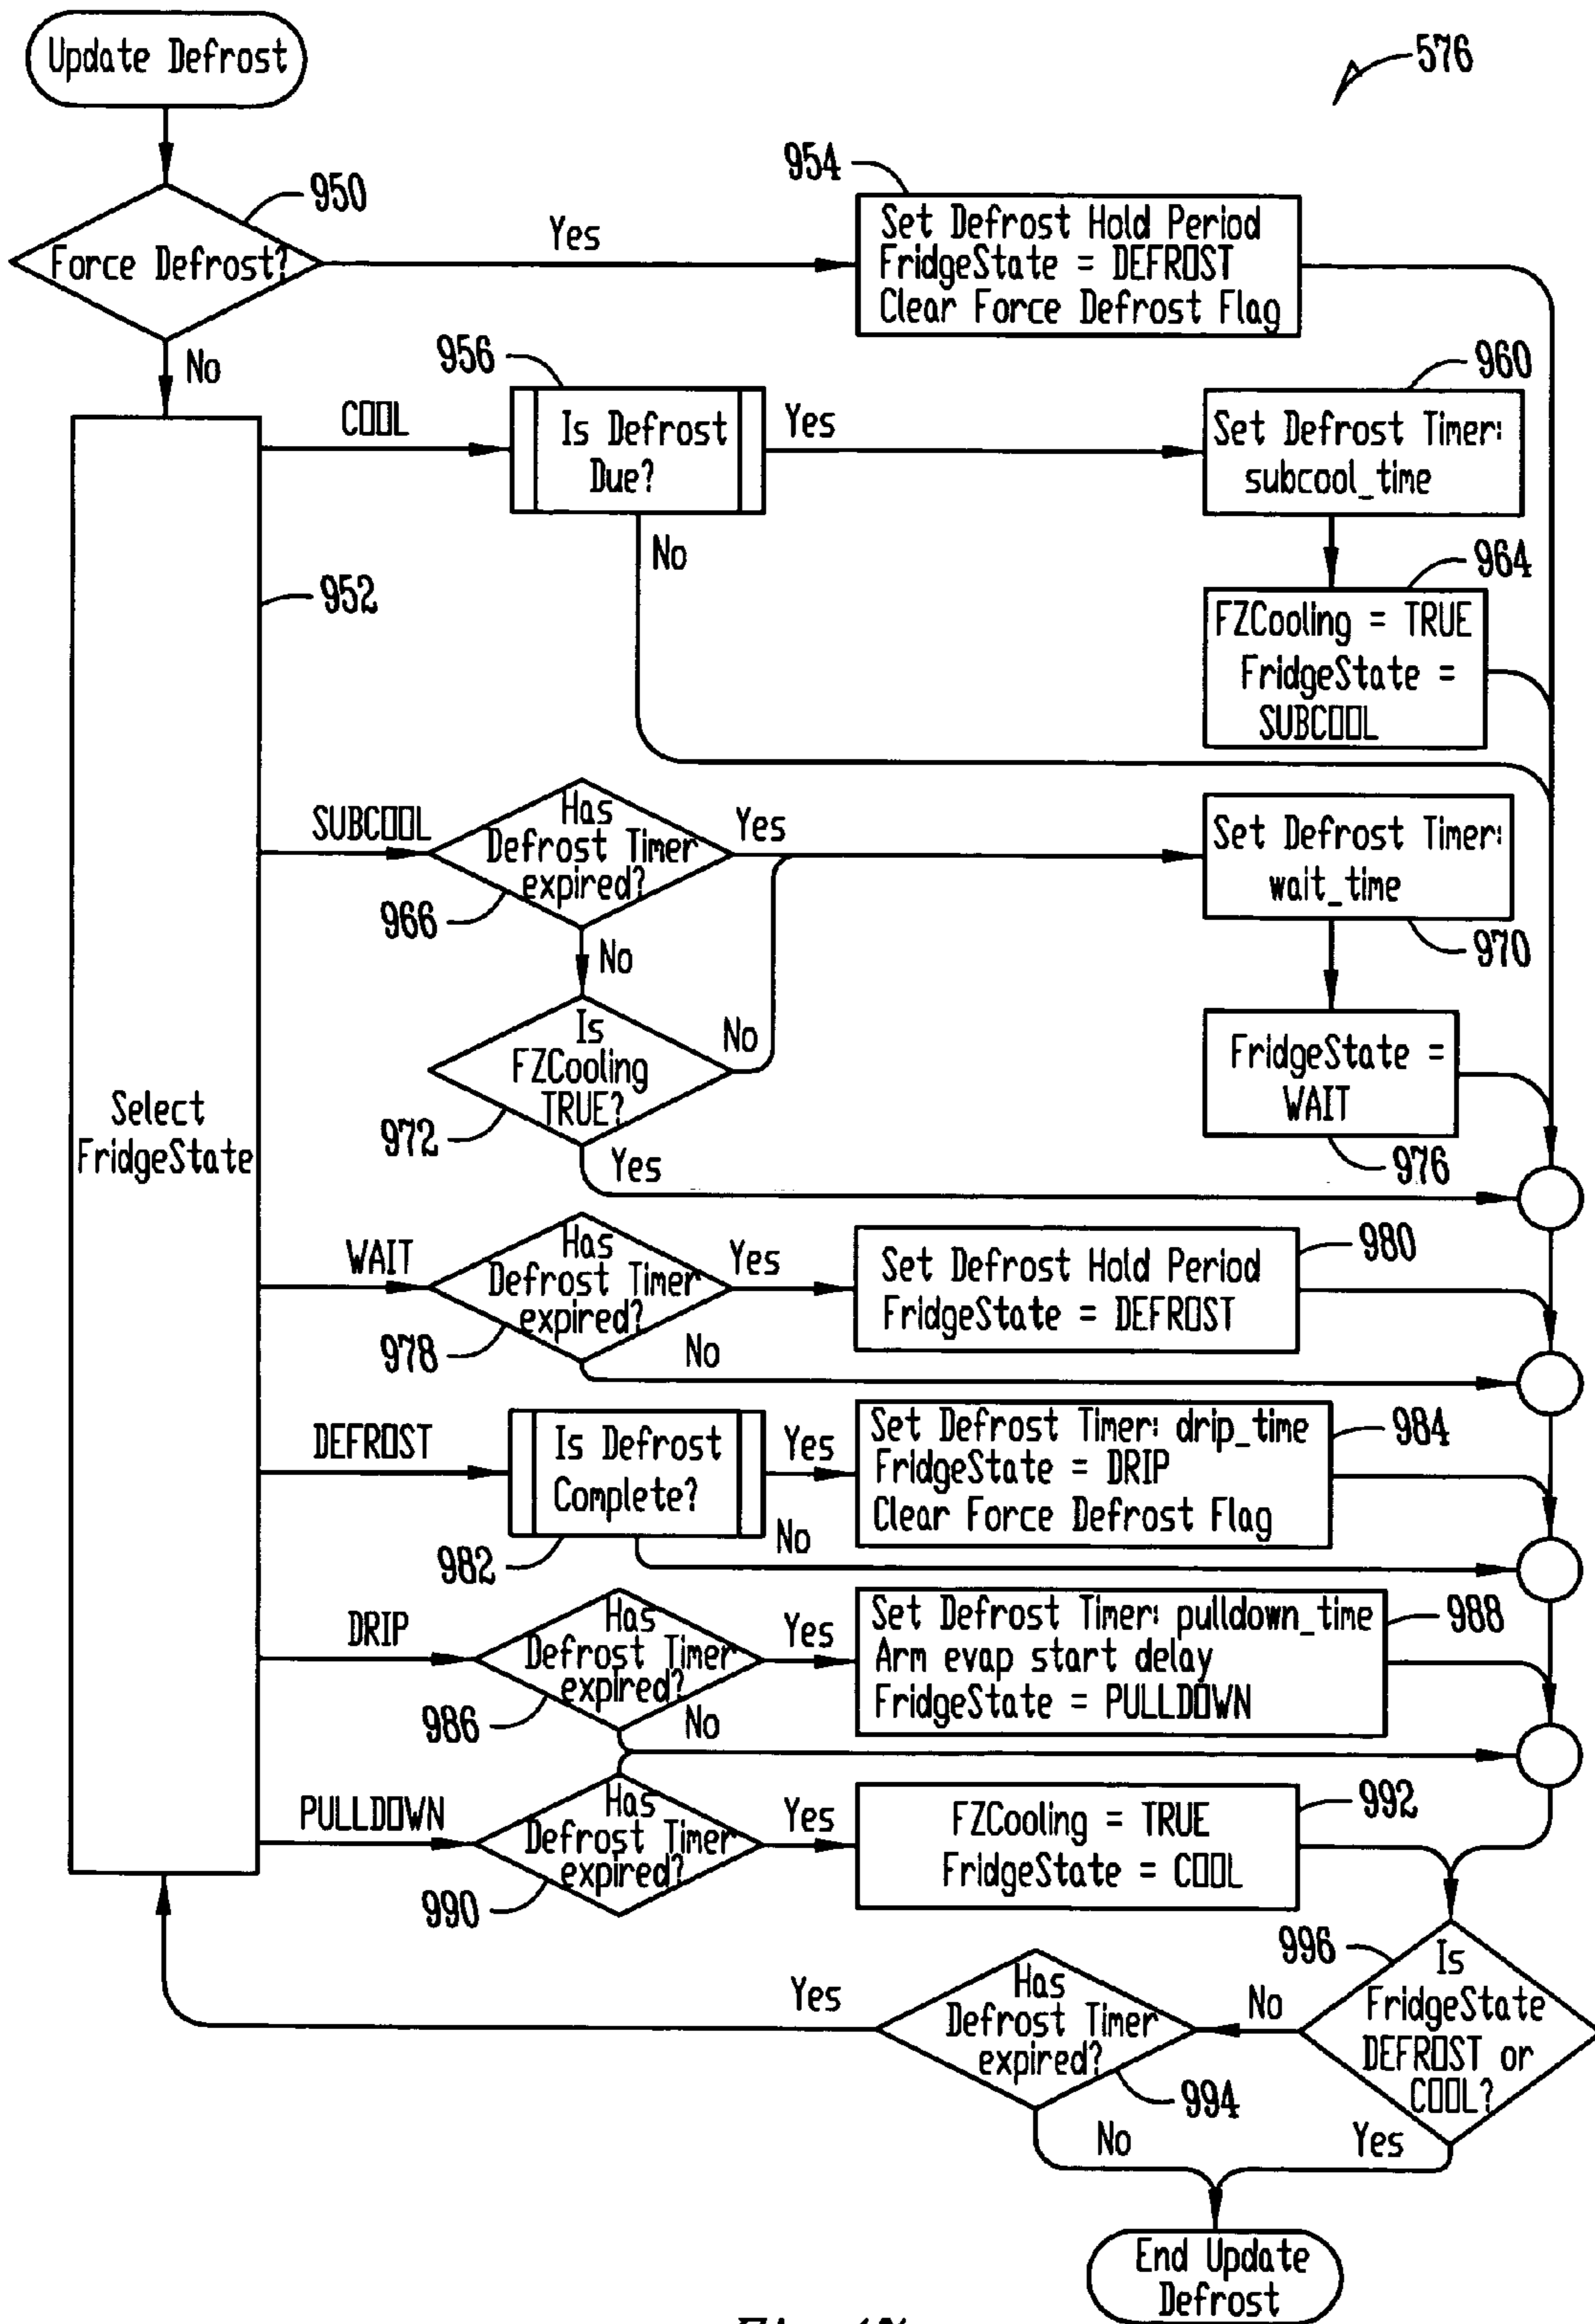 Update Defrost
576
950
Force Defrost?
Yes
954
Set Defrost Hold Period
FridgeState = DEFROST
Clear Force Defrost Flag
No
952
Select
FridgeState
COOL
956
Is Defrost
Due?
Yes
No
960
Set Defrost Timer:
subcool_time
964
FZCooling = TRUE
FridgeState =
SUBCOOL
SUBCOOL
Has
Defrost Timer
expired?
966
Yes
No
Set Defrost Timer:
wait_time
970
Is
FZCooling
TRUE?
972
No
Yes
FridgeState =
WAIT
976
WAIT
Has
Defrost Timer
expired?
978
Yes
No
Set Defrost Hold Period
FridgeState = DEFROST
980
DEFROST
Is Defrost
Complete?
982
Yes
No
Set Defrost Timer: drip_time
FridgeState = DRIP
Clear Force Defrost Flag
984
DRIP
Has
Defrost Timer
expired?
986
Yes
No
Set Defrost Timer: pulldown_time
Arm evap start delay
FridgeState = PULLDOWN
988
PULLDOWN
Has
Defrost Timer
expired?
990
Yes
FZCooling = TRUE
FridgeState = COOL
992
996
Is
FridgeState
DEFROST or
COOL?
No
Yes
Has
Defrost Timer
expired?
994
Yes
No
End Update
Defrost